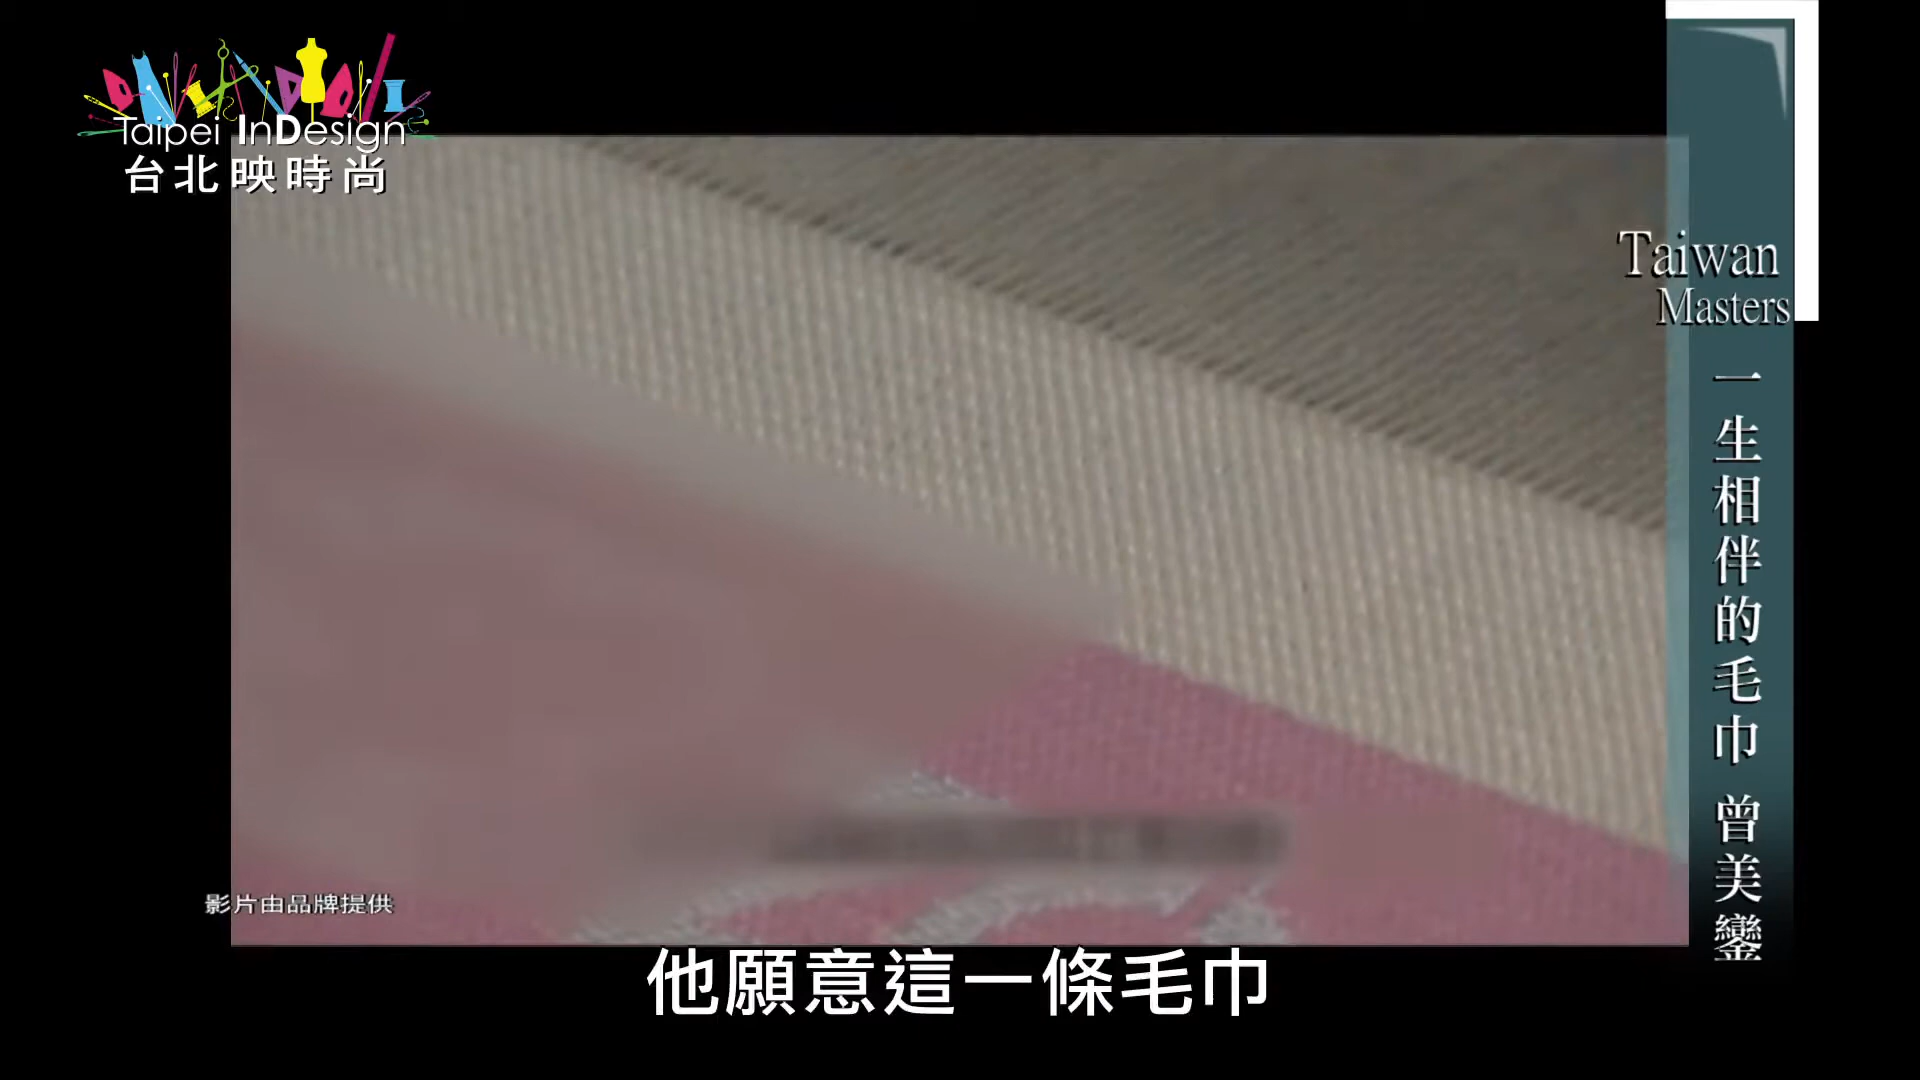 Taipei InDesign
台北映時尚
Taiwan
Masters
一生相伴的毛巾 曾美鑾
影片由品牌提供
他願意這一條毛巾